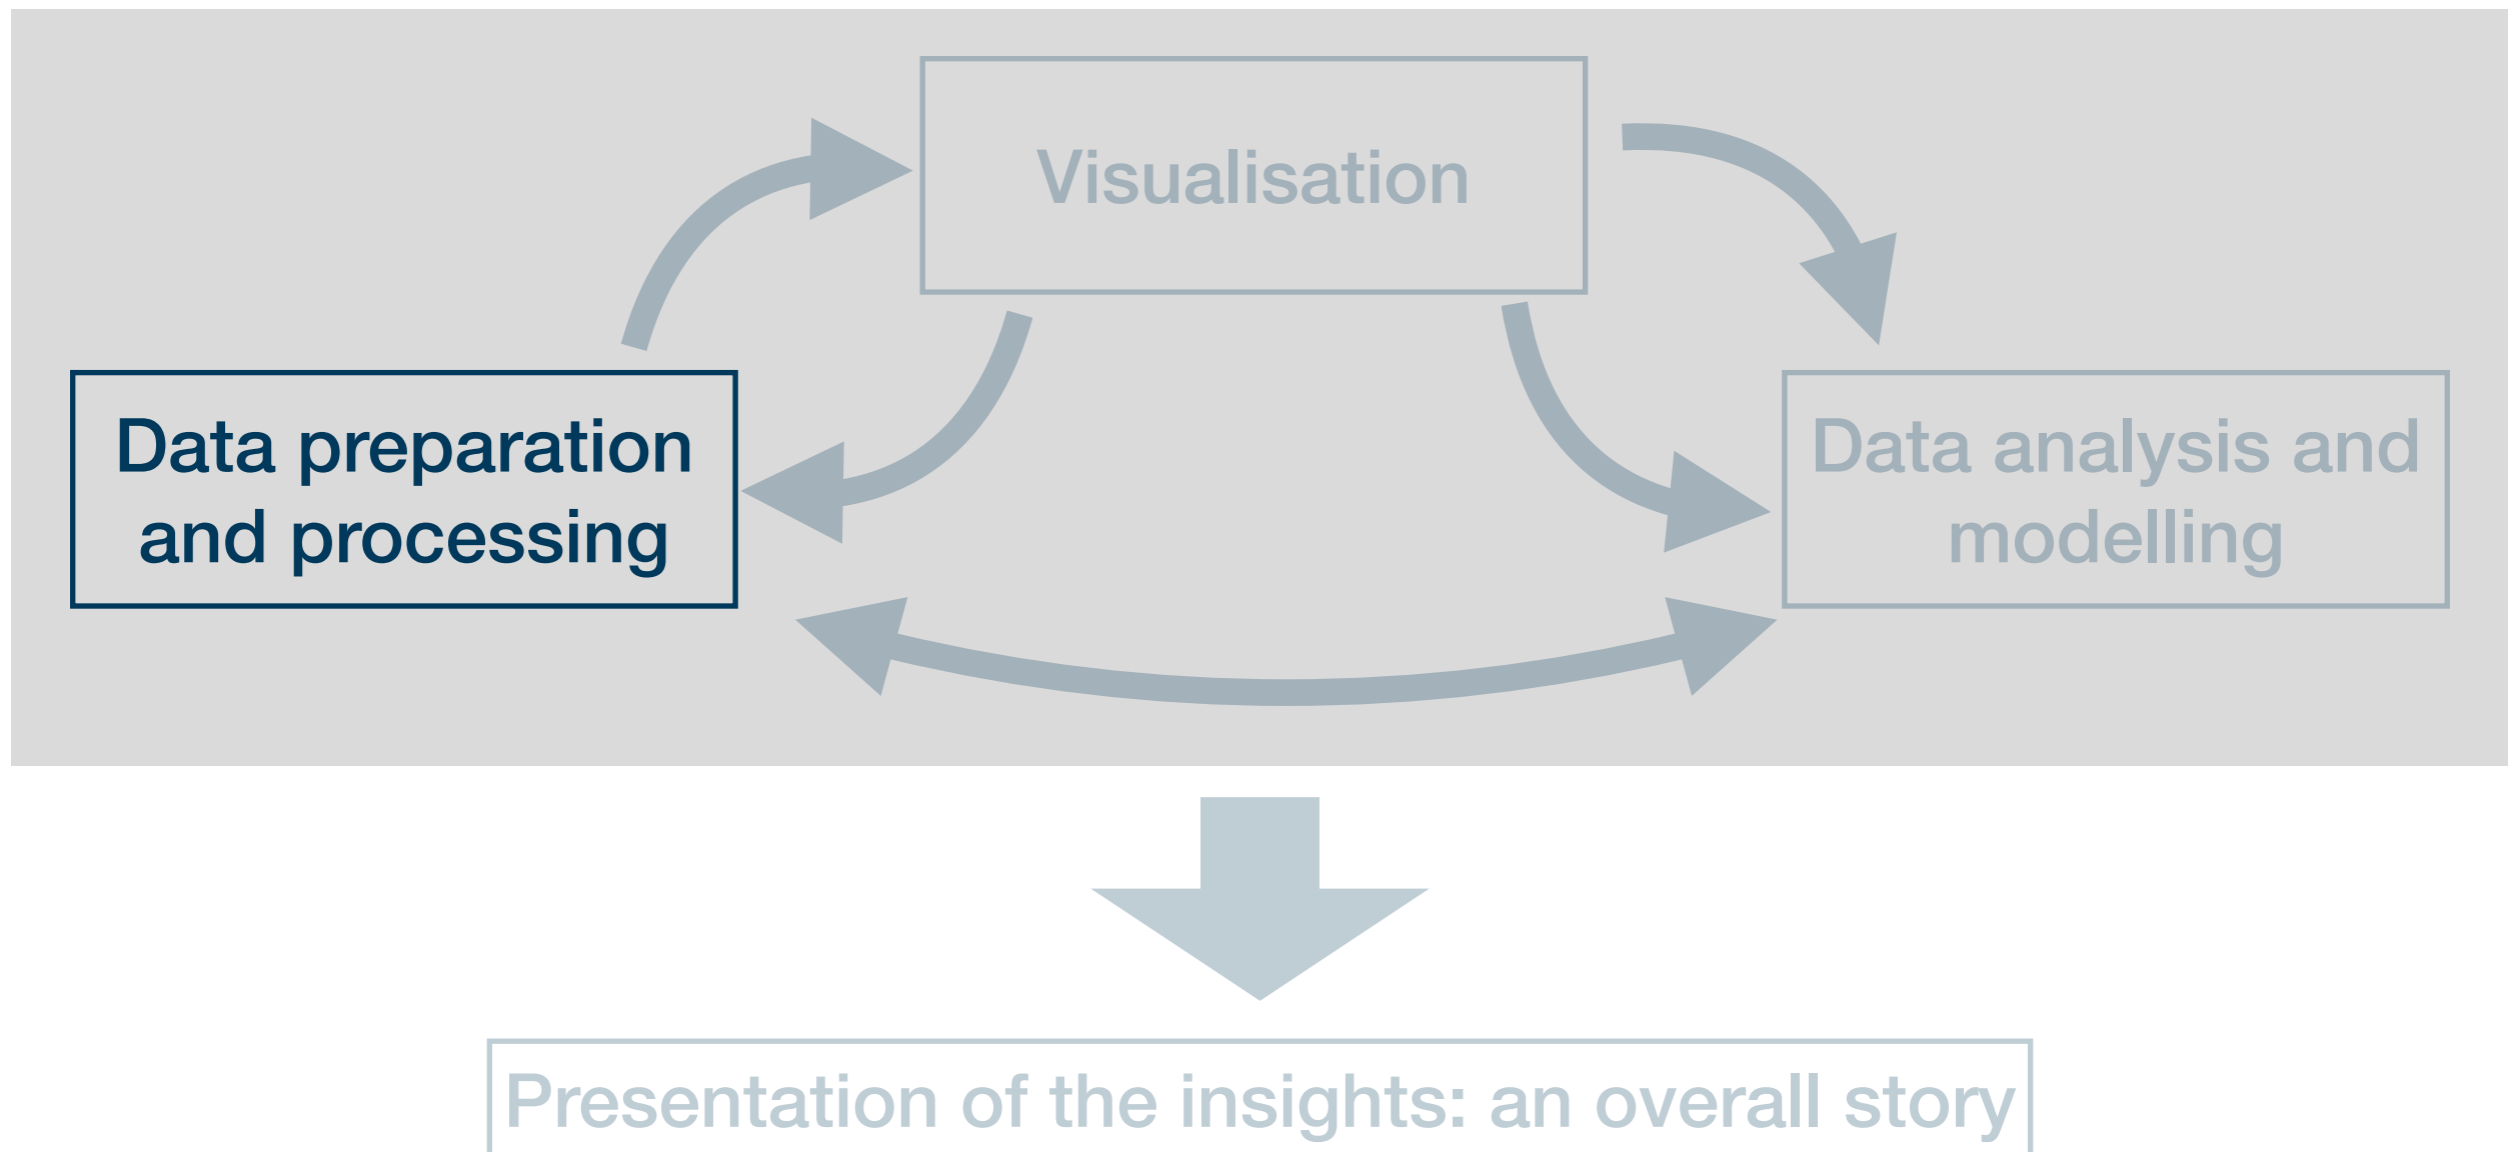 Visualisation
Data preparation
and processing
Data analysis and
modelling
Presentation of the insights: an overall story